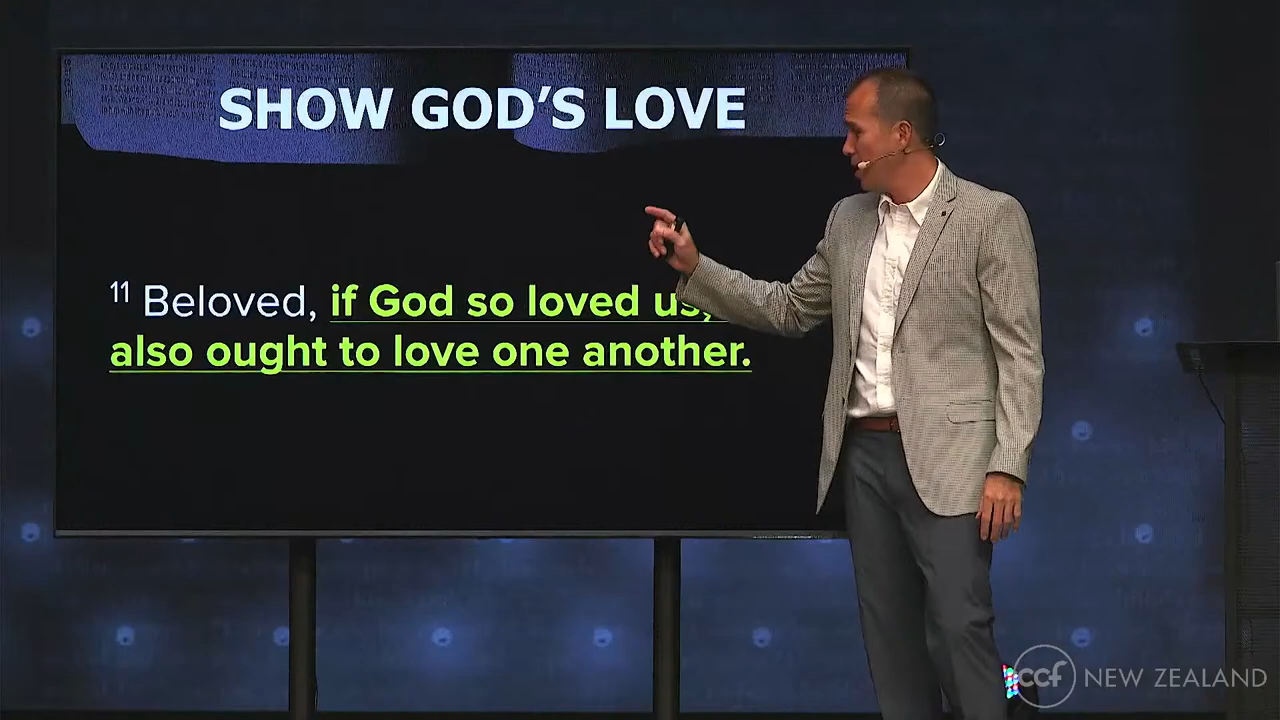 SHOW GOD'S LOVE
11 Beloved, if God so loved us,
also ought to love one another.
ccf NEW ZEALAND